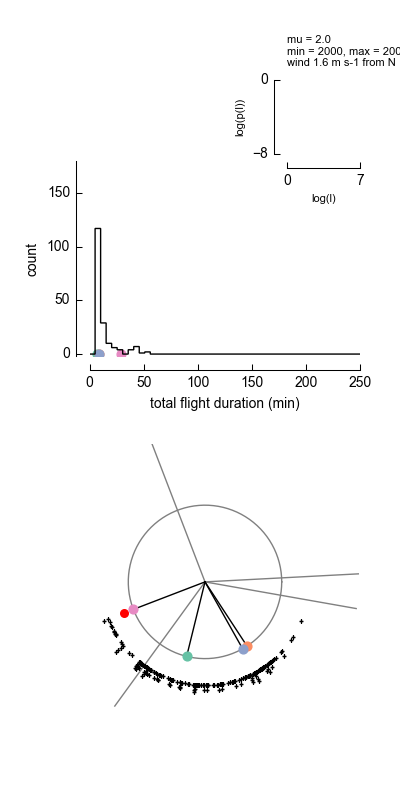 mu = 2.0
min = 2000, max = 200
wind 1.6 m s-1 from N
0
log(p(l))
−8
0 7
log(l)
150
100
50
0
count
0 50 100 150 200 250
total flight duration (min)